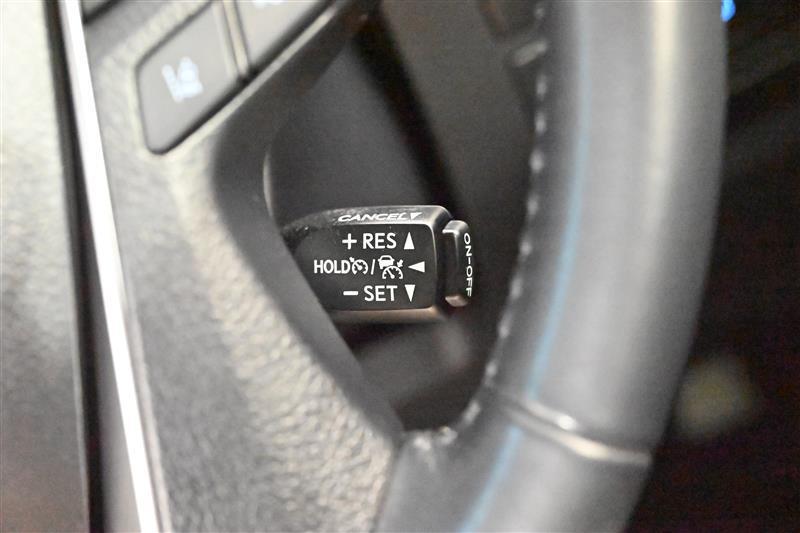 CANCEL
+ RES ▲
HOLD / ◄
− SET ▼
ON-OFF